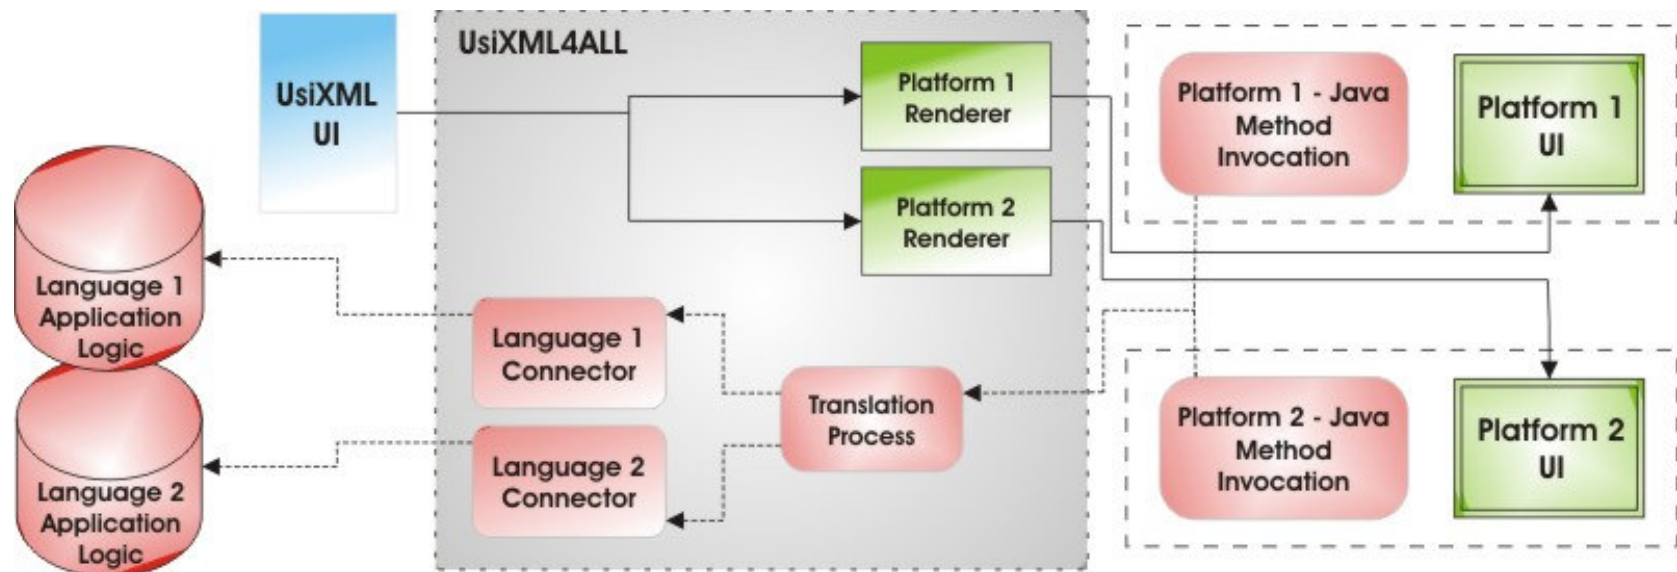 UsiXML
UI
UsiXML4ALL
Platform 1
Renderer
Platform 2
Renderer
Platform 1 - Java
Method
Invocation
Platform 1
UI
Language 1
Application
Logic
Language 2
Application
Logic
Language 1
Connector
Language 2
Connector
Translation
Process
Platform 2 - Java
Method
Invocation
Platform 2
UI